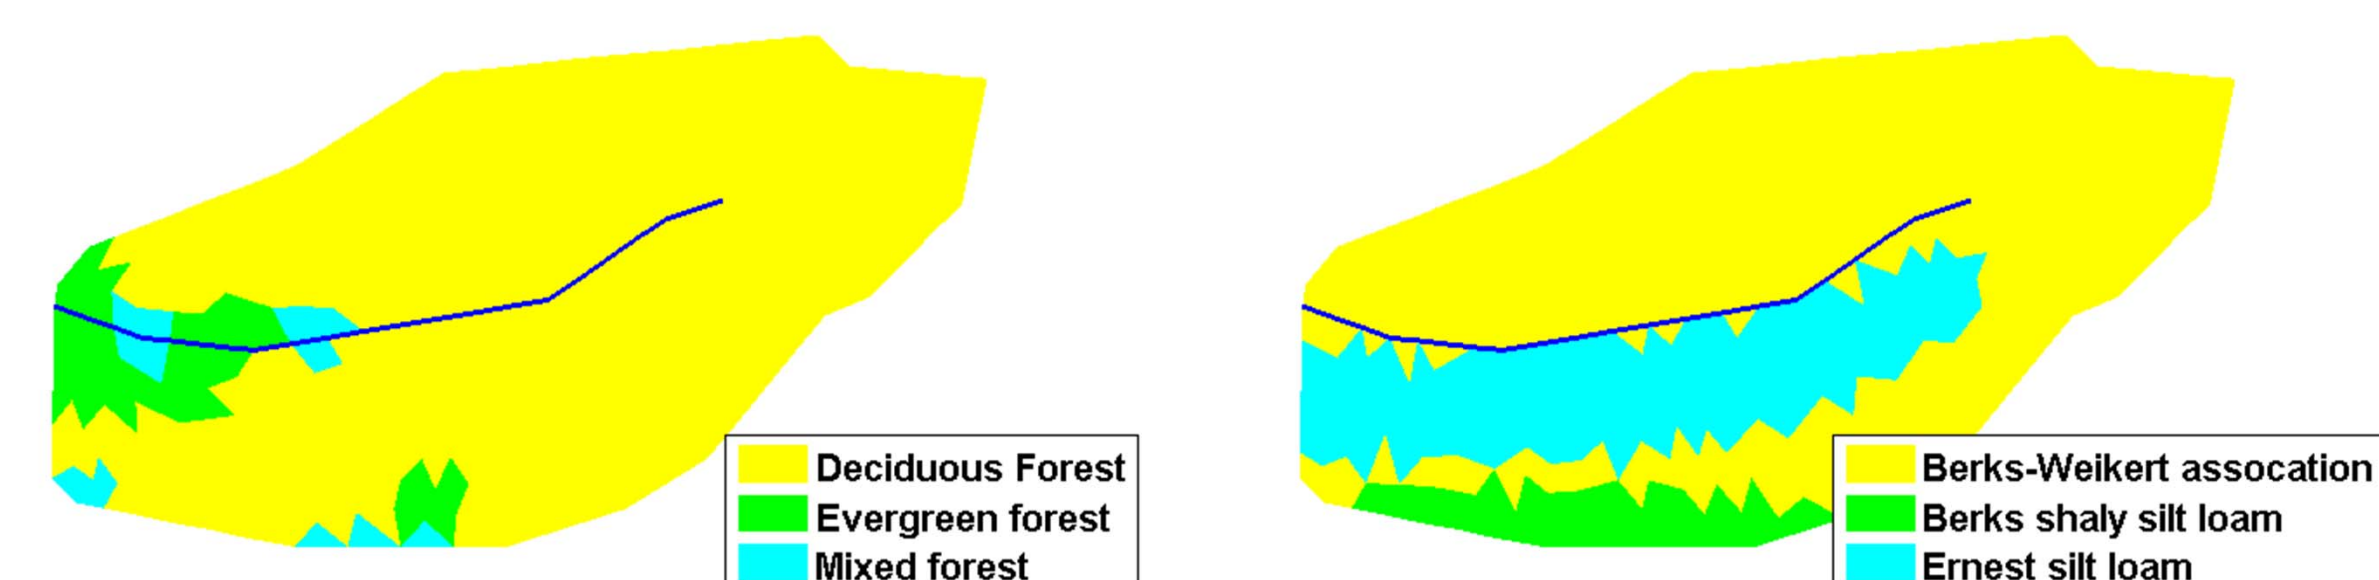 Deciduous Forest
Evergreen forest
Mixed forest
Berks-Weikert assocation
Berks shaly silt loam
Ernest silt loam